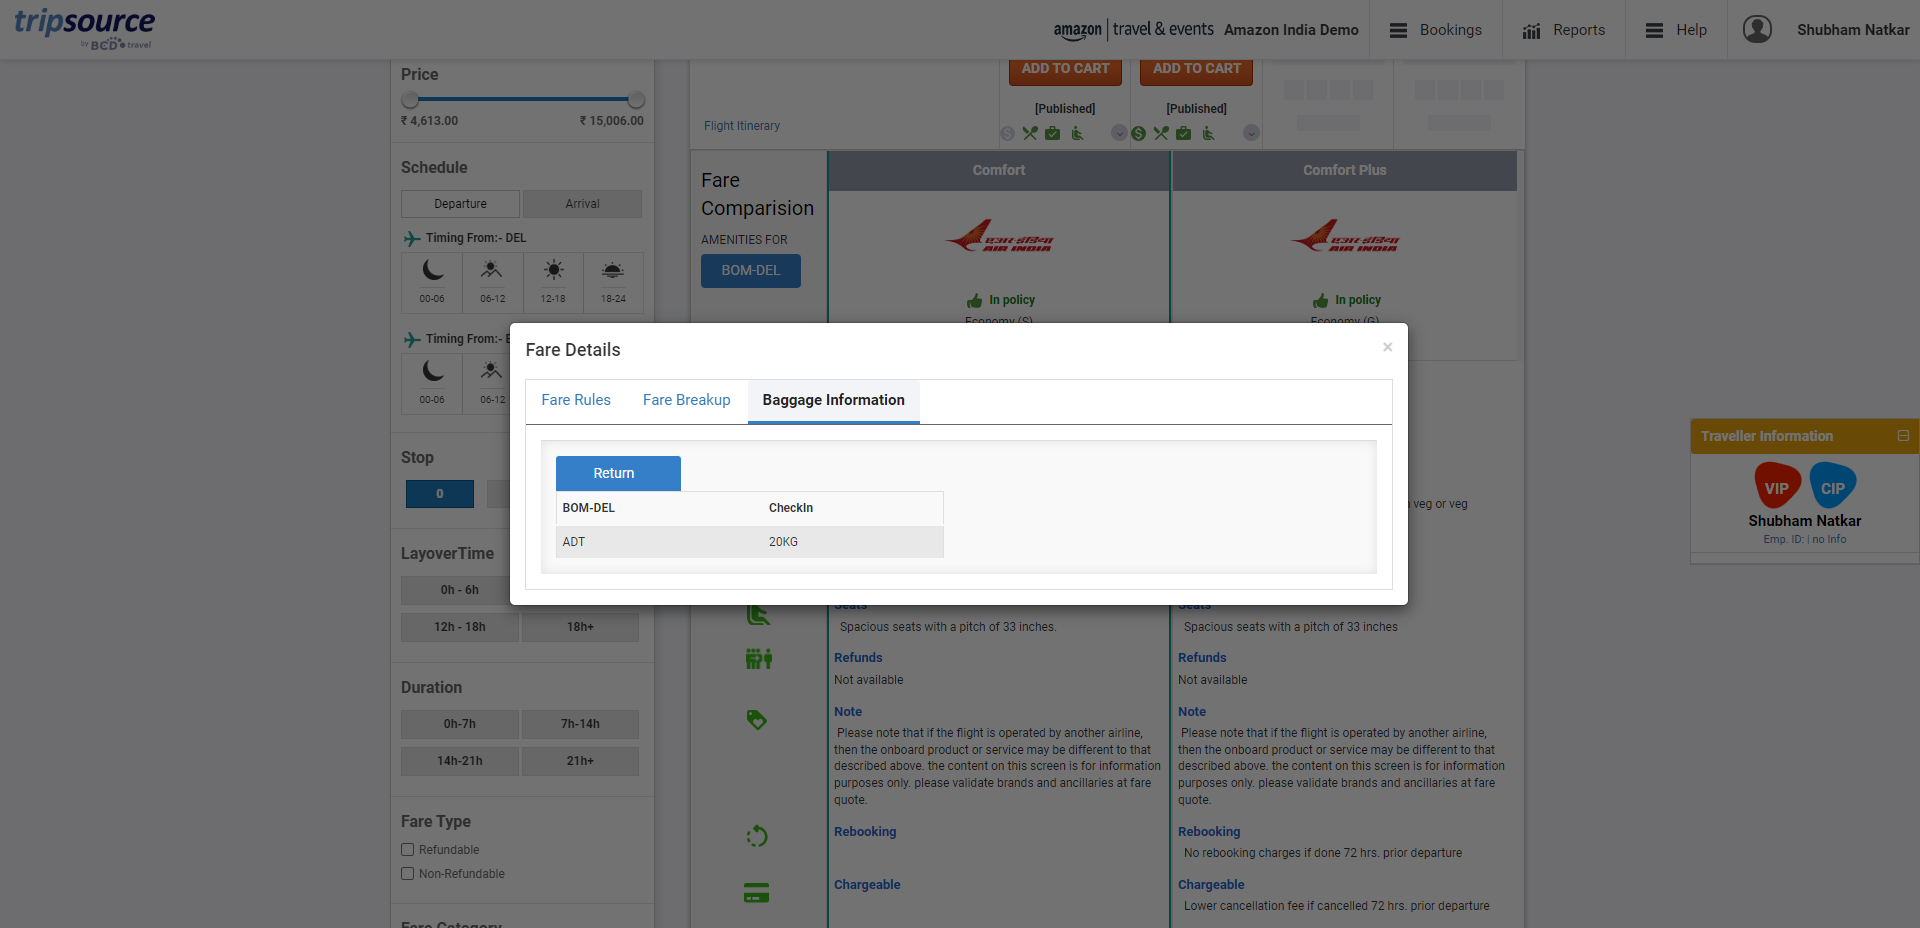 tripsource
by BCD travel
amazon travel & events Amazon India Demo
Bookings
Reports
Help
Shubham Natkar
Price
₹ 4,613.00 ₹ 15,006.00
Schedule
Departure Arrival
Timing From:- DEL
00-06 06-12 12-18 18-24
Timing From:-
00-06 06-12
Stop
0
LayoverTime
0h - 6h
12h - 18h 18h+
Duration
0h-7h 7h-14h
14h-21h 21h+
Fare Type
Refundable
Non-Refundable
Fare Category
ADD TO CART ADD TO CART
[Published] [Published]
Flight Itinerary
Fare
Comparision
AMENITIES FOR
BOM-DEL
Comfort Comfort Plus
एअर-इंडिया एअर-इंडिया
AIR INDIA AIR INDIA
In policy In policy
Economy (S) Economy (G)
Fare Details ×
Fare Rules Fare Breakup Baggage Information
Return
BOM-DEL CheckIn
ADT 20KG
veg or veg
Seats Seats
Spacious seats with a pitch of 33 inches. Spacious seats with a pitch of 33 inches
Refunds Refunds
Not available Not available
Note Note
Please note that if the flight is operated by another airline, Please note that if the flight is operated by another airline,
then the onboard product or service may be different to that then the onboard product or service may be different to that
described above. the content on this screen is for information described above. the content on this screen is for information
purposes only. please validate brands and ancillaries at fare purposes only. please validate brands and ancillaries at fare
quote. quote.
Rebooking Rebooking
No rebooking charges if done 72 hrs. prior departure
Chargeable Chargeable
Lower cancellation fee if cancelled 72 hrs. prior departure
Traveller Information
VIP CIP
Shubham Natkar
Emp. ID: | no Info